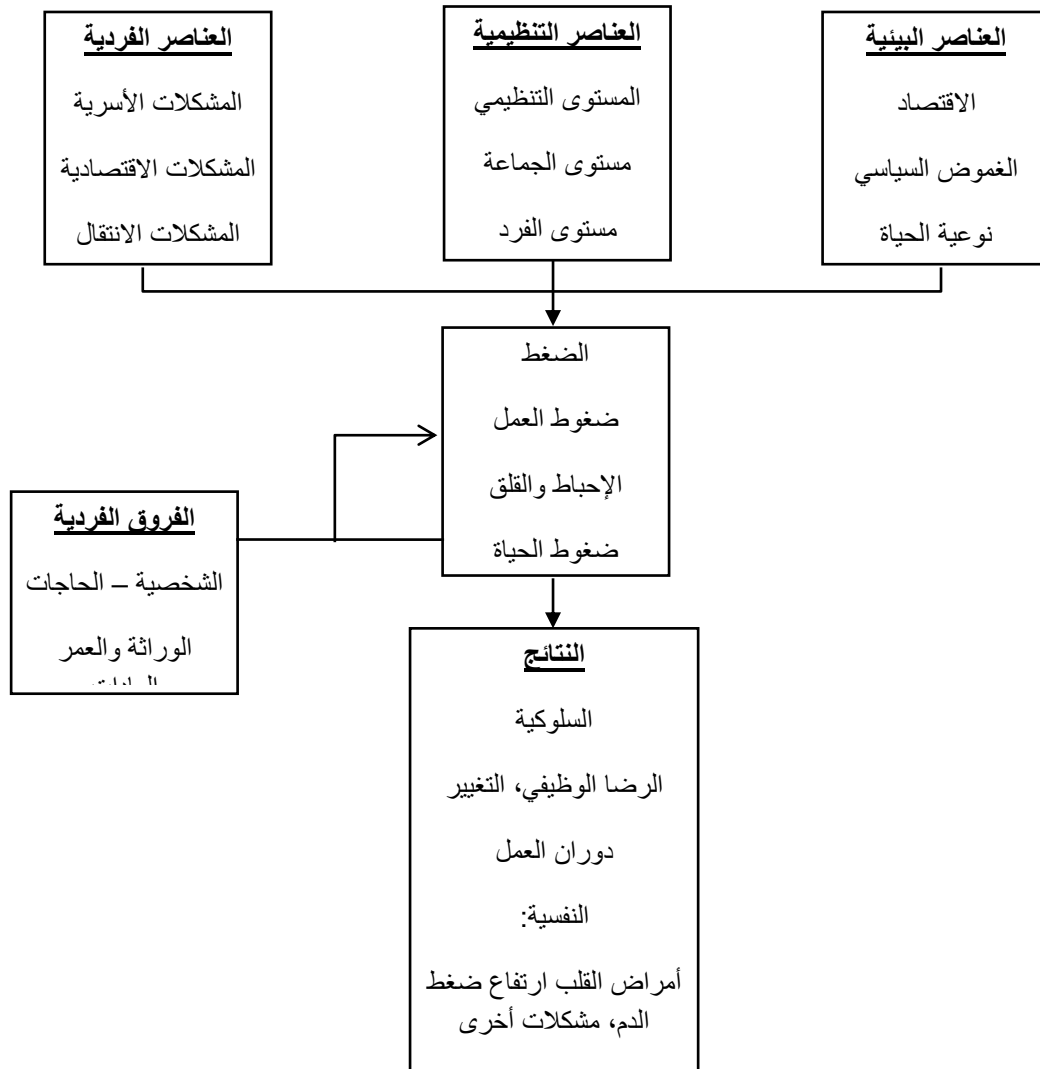 العناصر البيئية
الاقتصاد
الغموض السياسي
نوعية الحياة
العناصر التنظيمية
المستوى التنظيمي
مستوى الجماعة
مستوى الفرد
العناصر الفردية
المشكلات الأسرية
المشكلات الاقتصادية
المشكلات الانتقال
الضغط
ضغوط العمل
الإحباط والقلق
ضغوط الحياة
الفروق الفردية
الشخصية – الحاجات
الوراثة والعمر
النتائج
السلوكية
الرضا الوظيفي، التغيير
دوران العمل
النفسية:
أمراض القلب ارتفاع ضغط
الدم، مشكلات أخرى